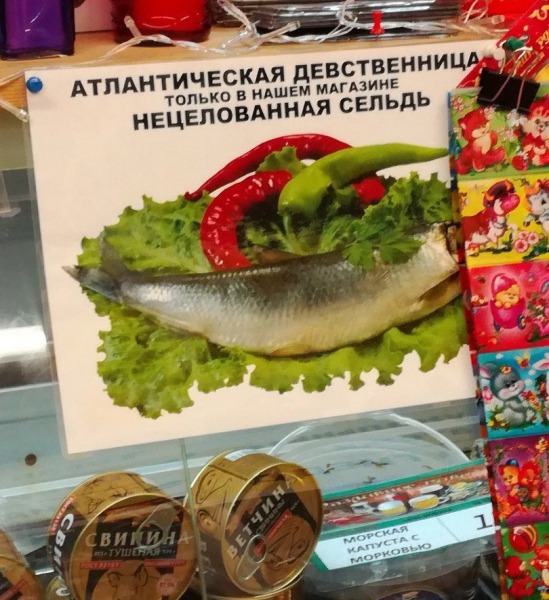 АТЛАНТИЧЕСКАЯ ДЕВСТВЕННИЦА
ТОЛЬКО В НАШЕМ МАГАЗИНЕ
НЕЦЕЛОВАННАЯ СЕЛЬДЬ
СВИНИНА
ТУШЕНАЯ
ВЕТЧИНА
МОРСКАЯ
КАПУСТА С
МОРКОВЬЮ